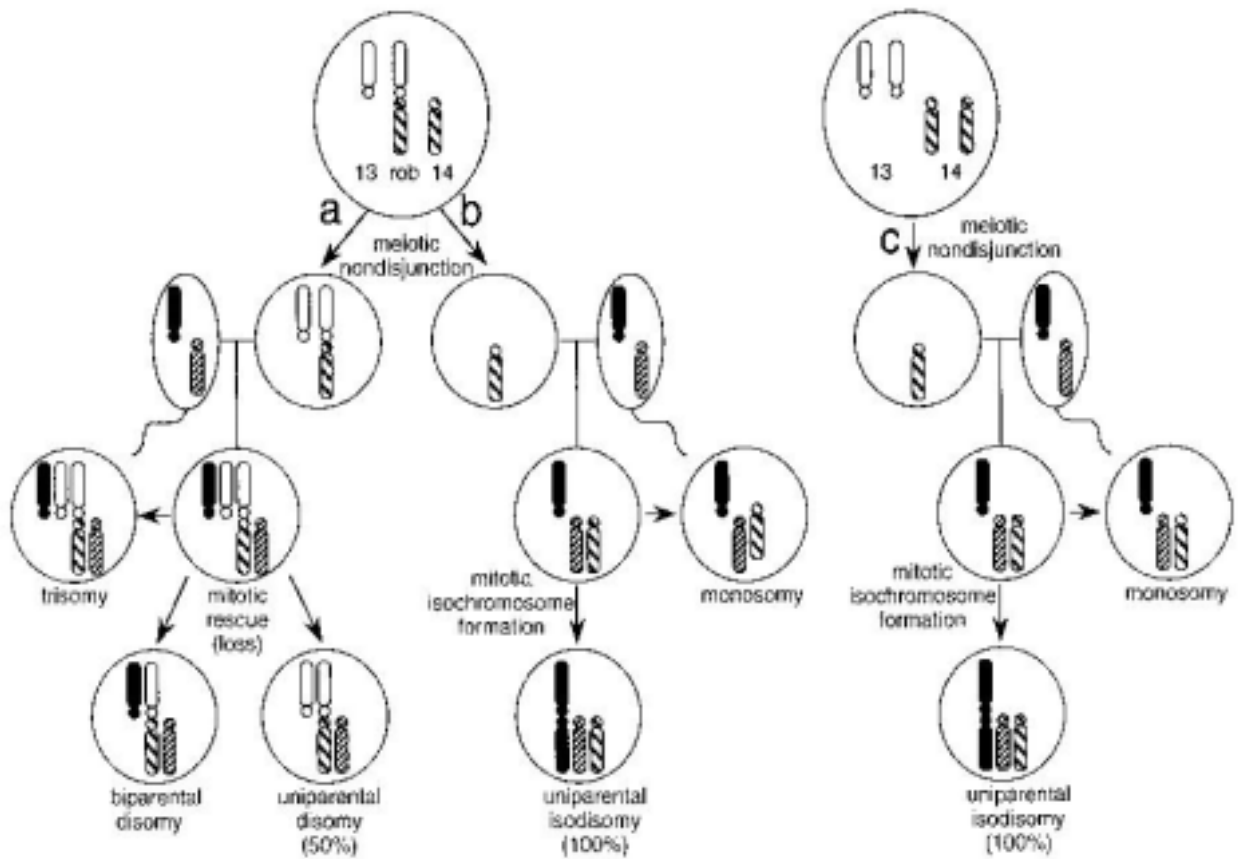 13 rob 14
13 14
a b
c
meiotic
nondisjunction
meiotic
nondisjunction
trisomy
mitotic
rescue
(loss)
mitotic
isochromosome
formation
monosomy
mitotic
isochromosome
formation
monosomy
biparental
disomy
uniparental
disomy
(50%)
uniparental
isodisomy
(100%)
uniparental
isodisomy
(100%)